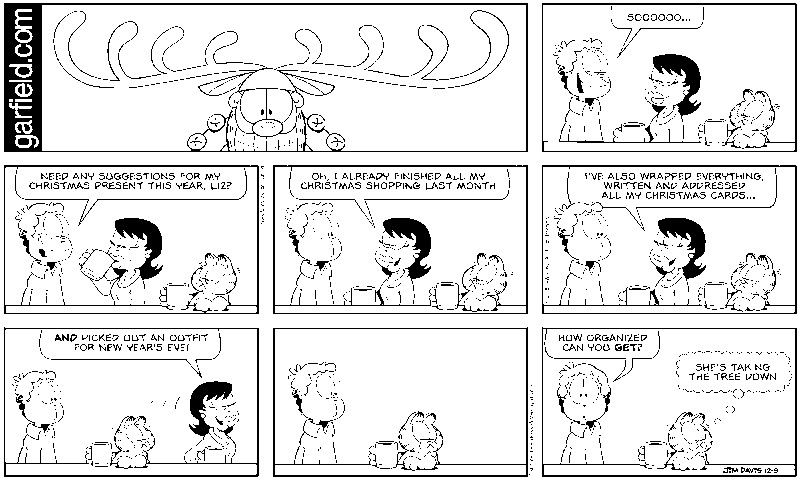 garfield.com
SOOOOOO...
NEED ANY SUGGESTIONS FOR MY
CHRISTMAS PRESENT THIS YEAR, LIZ?
OH, I ALREADY FINISHED ALL MY
CHRISTMAS SHOPPING LAST MONTH
I'VE ALSO WRAPPED EVERYTHING,
WRITTEN AND ADDRESSED
ALL MY CHRISTMAS CARDS...
AND PICKED OUT AN OUTFIT
FOR NEW YEAR'S EVE!
HOW ORGANIZED
CAN YOU GET?
SHE'S TAKING
THE TREE DOWN
JIM DAVIS 12-9